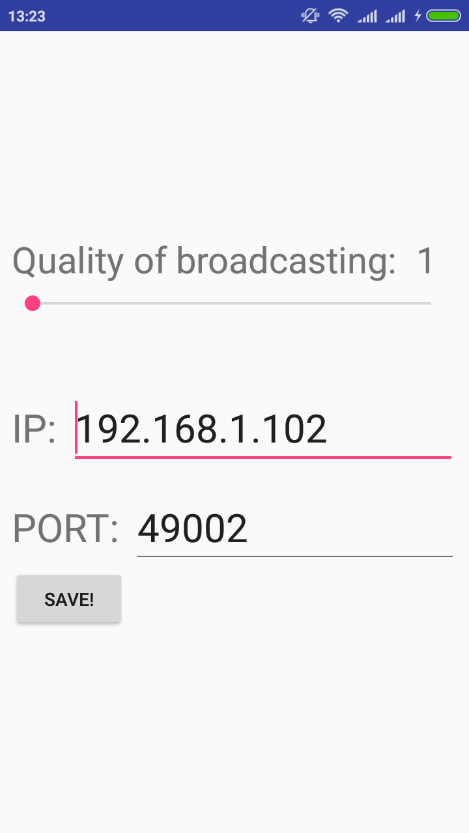 13:23
Quality of broadcasting: 1
IP: 192.168.1.102
PORT: 49002
SAVE!